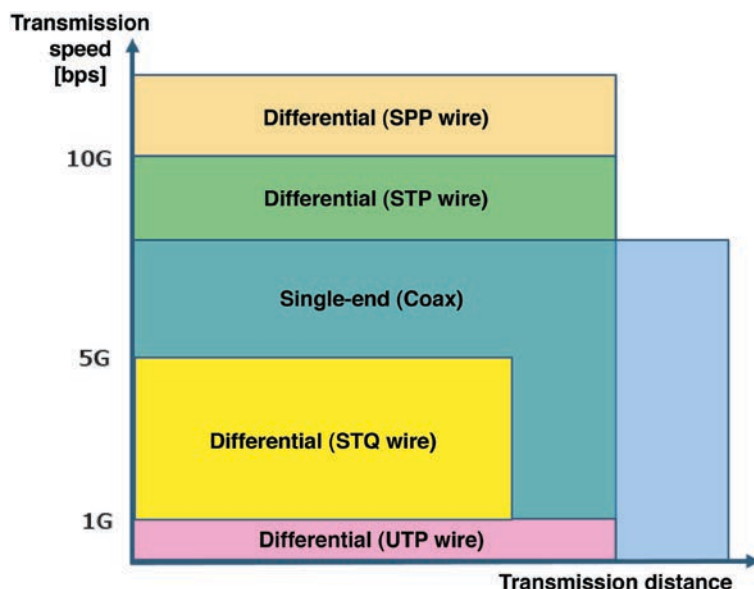 Transmission
speed
[bps]
Differential (SPP wire)
10G
Differential (STP wire)
Single-end (Coax)
5G
Differential (STQ wire)
1G
Differential (UTP wire)
Transmission distance